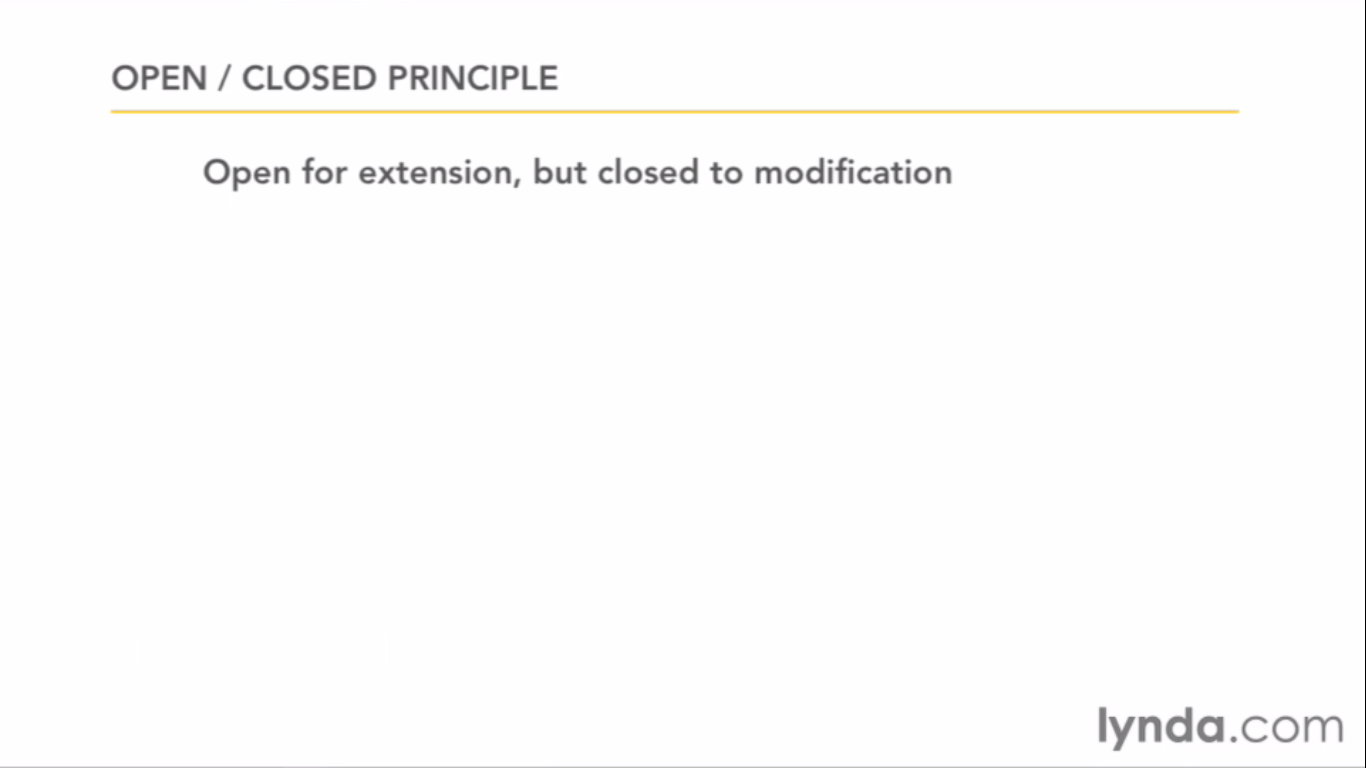 OPEN / CLOSED PRINCIPLE
Open for extension, but closed to modification
lynda.com